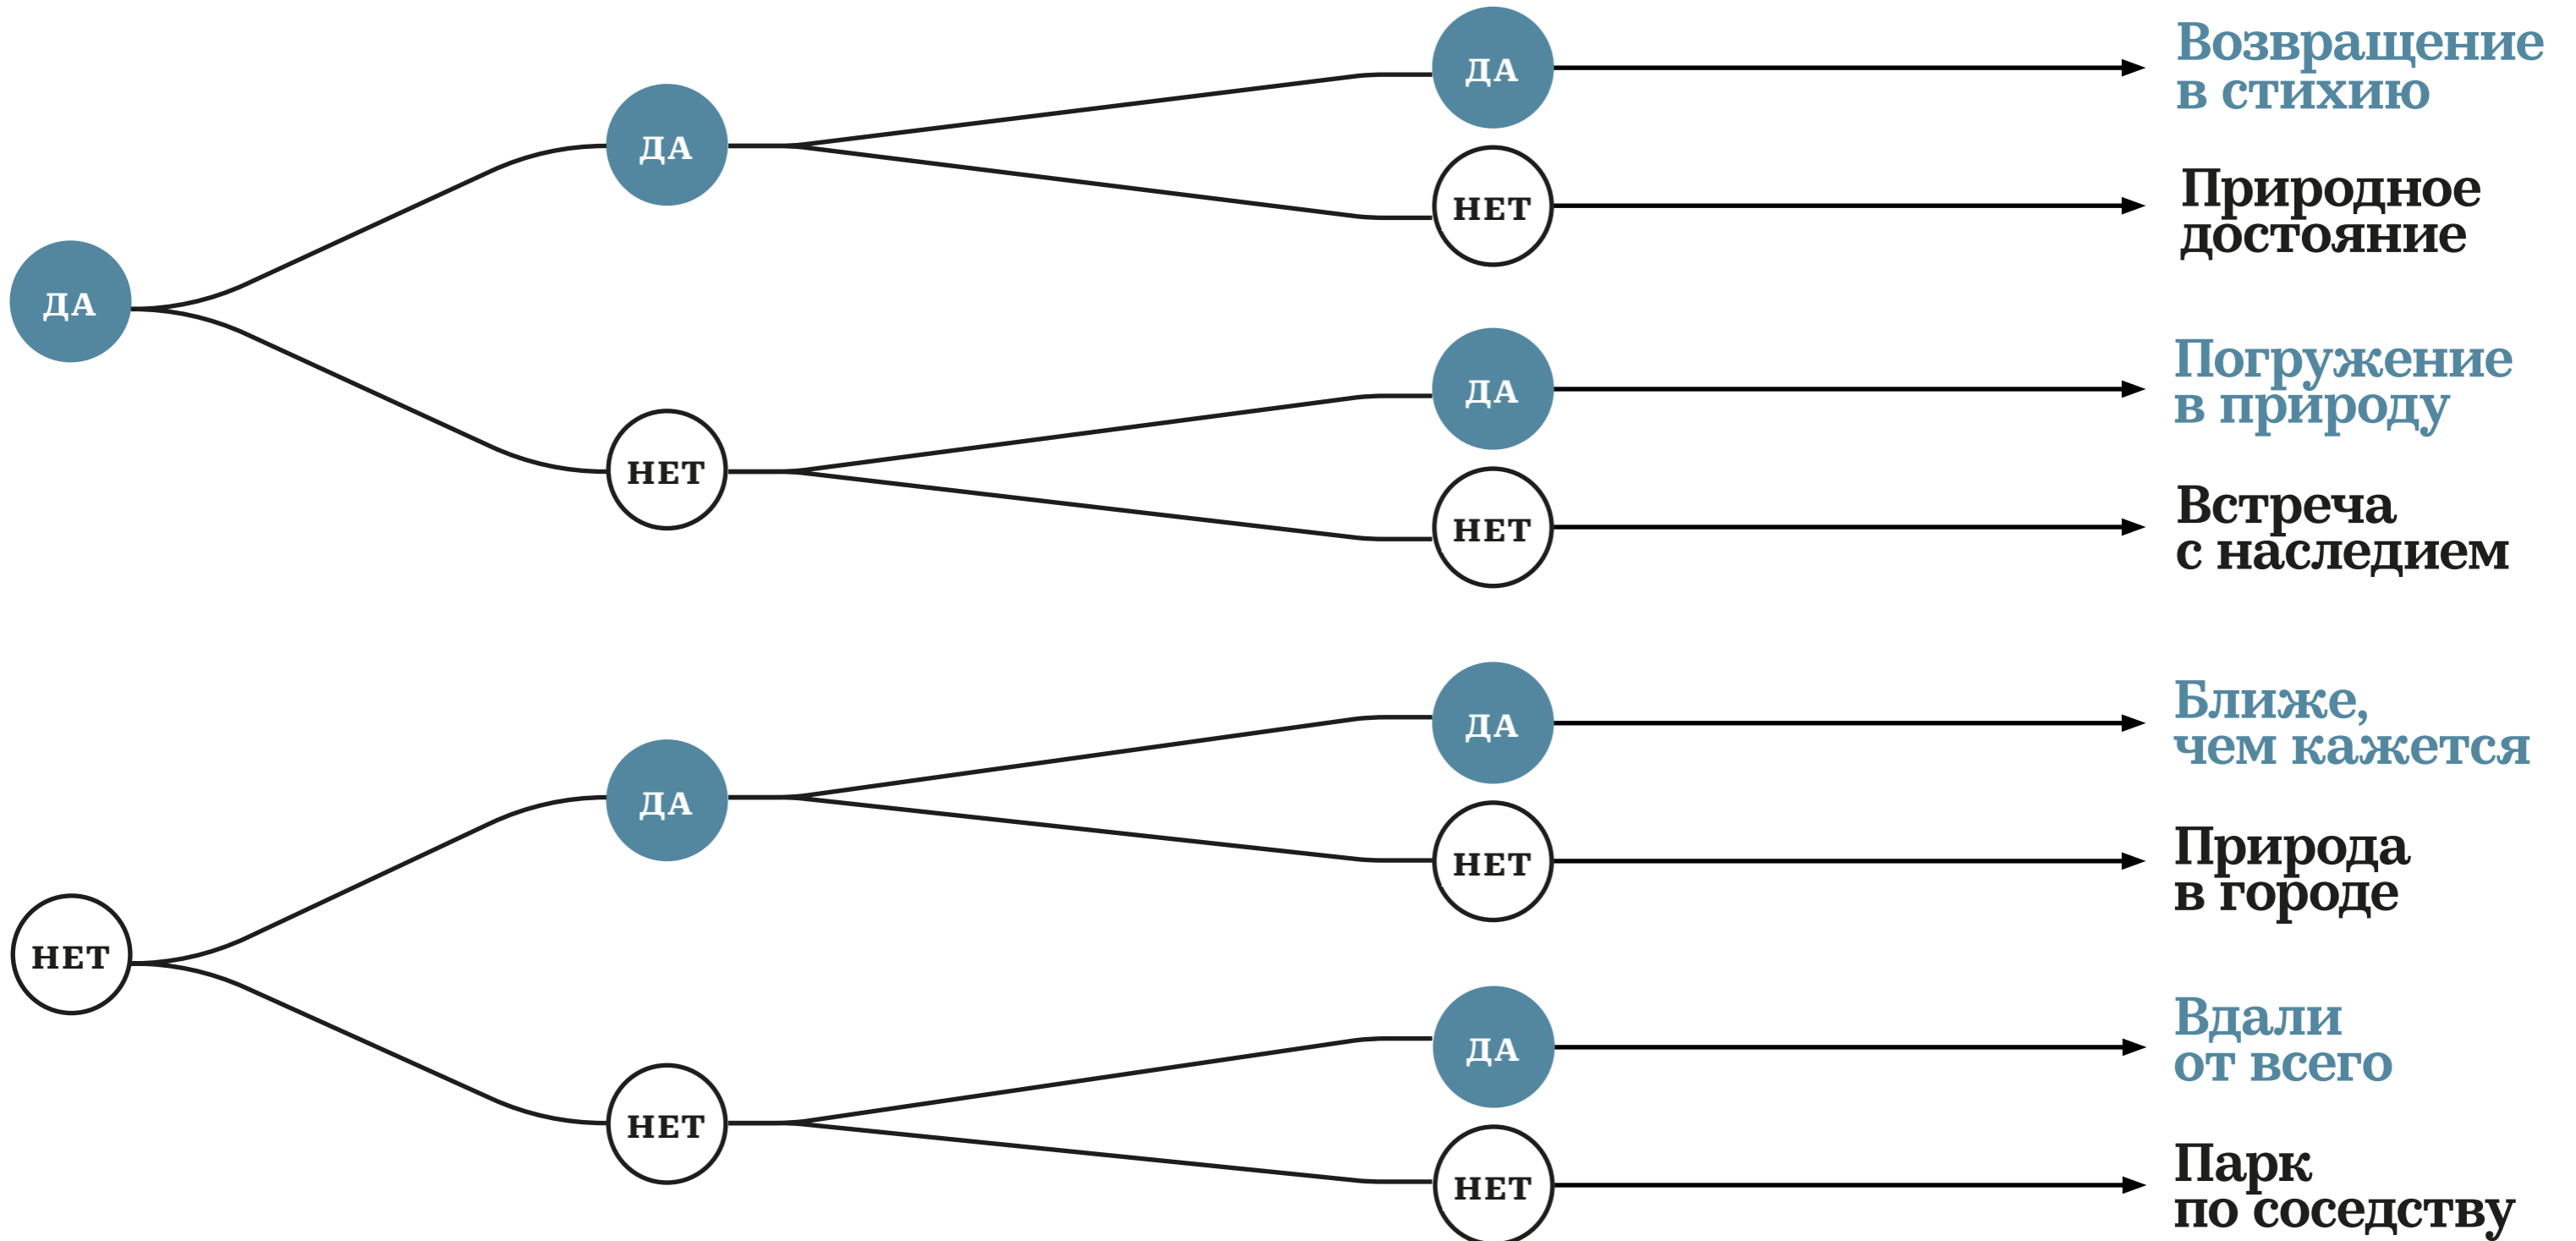 ДА
ДА
ДА
Возвращение
в стихию
НЕТ
Природное
достояние
НЕТ
ДА
Погружение
в природу
НЕТ
Встреча
с наследием
НЕТ
ДА
ДА
Ближе,
чем кажется
НЕТ
Природа
в городе
НЕТ
ДА
Вдали
от всего
НЕТ
Парк
по соседству